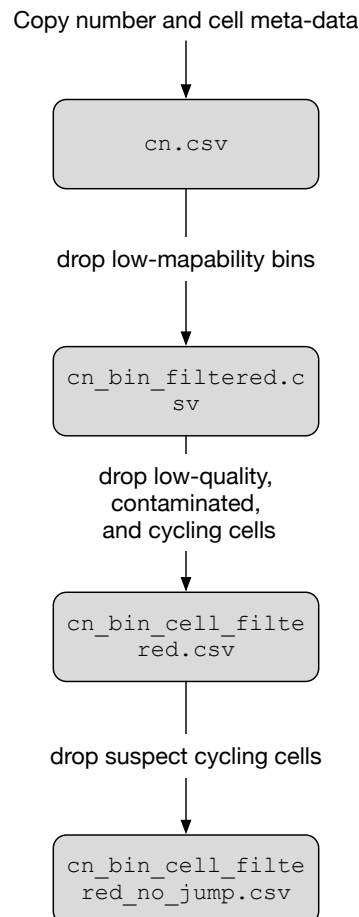 Copy number and cell meta-data
cn.csv
drop low-mapability bins
cn_bin_filtered.c
sv
drop low-quality,
contaminated,
and cycling cells
cn_bin_cell_filte
red.csv
drop suspect cycling cells
cn_bin_cell_filte
red_no_jump.csv